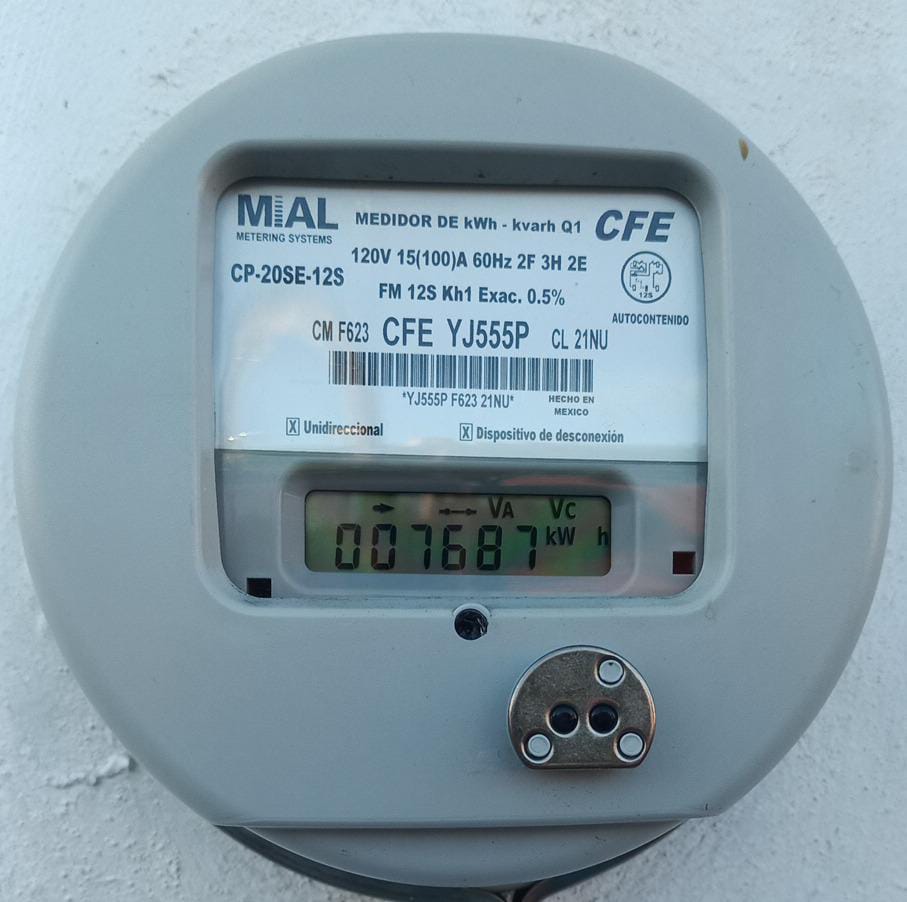 MIAL
METERING SYSTEMS
MEDIDOR DE kWh - kvarh Q1
CFE
CP-20SE-12S
120V 15(100)A 60Hz 2F 3H 2E
FM 12S Kh1 Exac. 0.5%
12S
AUTOCONTENIDO
CM F623 CFE YJ555P CL 21NU
*YJ555P F623 21NU*
HECHO EN
MEXICO
X Unidireccional
X Dispositivo de desconexión
VA VC
007687 kW h